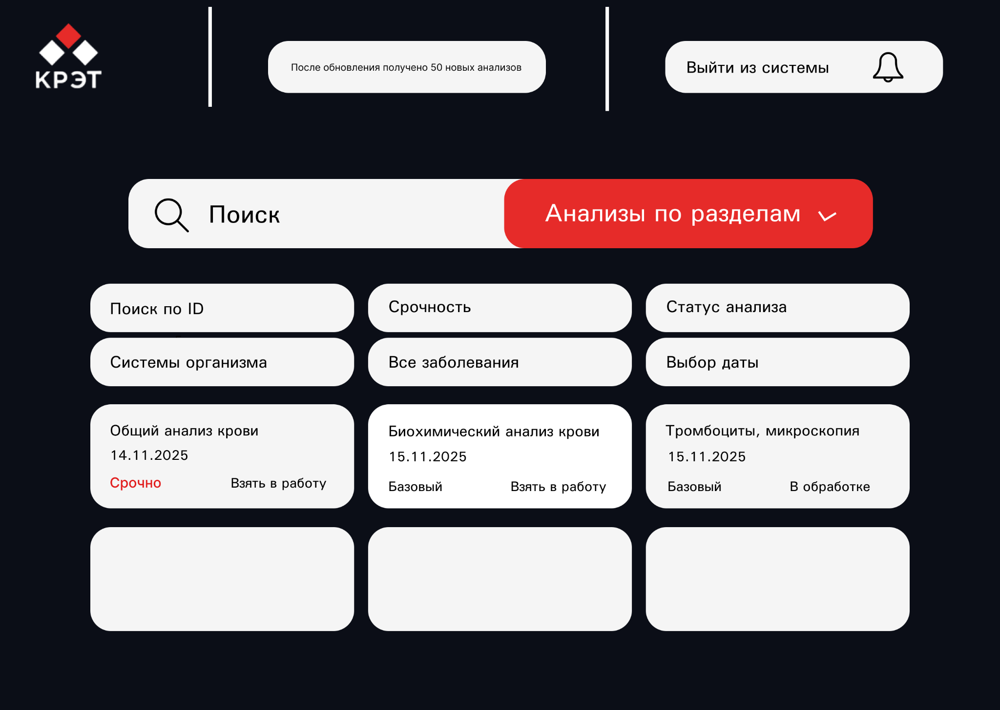 КРЭТ
После обновления получено 50 новых анализов
Выйти из системы
Поиск
Анализы по разделам
Поиск по ID
Срочность
Статус анализа
Системы организма
Все заболевания
Выбор даты
Общий анализ крови
14.11.2025
Срочно
Взять в работу
Биохимический анализ крови
15.11.2025
Базовый
Взять в работу
Тромбоциты, микроскопия
15.11.2025
Базовый
В обработке